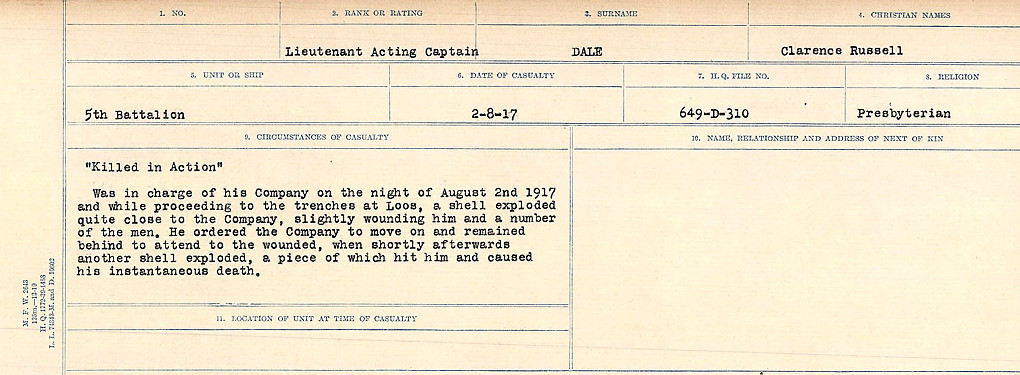 1. NO. 2. RANK OR RATING 3. SURNAME 4. CHRISTIAN NAMES
Lieutenant Acting Captain DALE Clarence Russell
5. UNIT OR SHIP 6. DATE OF CASUALTY 7. H. Q. FILE NO. 8. RELIGION
5th Battalion 2-8-17 649-D-310 Presbyterian
9. CIRCUMSTANCES OF CASUALTY 10. NAME, RELATIONSHIP AND ADDRESS OF NEXT OF KIN
"Killed in Action"
Was in charge of his Company on the night of August 2nd 1917
and while proceeding to the trenches at Loos, a shell exploded
quite close to the Company, slightly wounding him and a number
of the men. He ordered the Company to move on and remained
behind to attend to the wounded, when shortly afterwards
another shell exploded, a piece of which hit him and caused
his instantaneous death.
11. LOCATION OF UNIT AT TIME OF CASUALTY
M. F. W. 2643
H. Q. 1772-39-1453